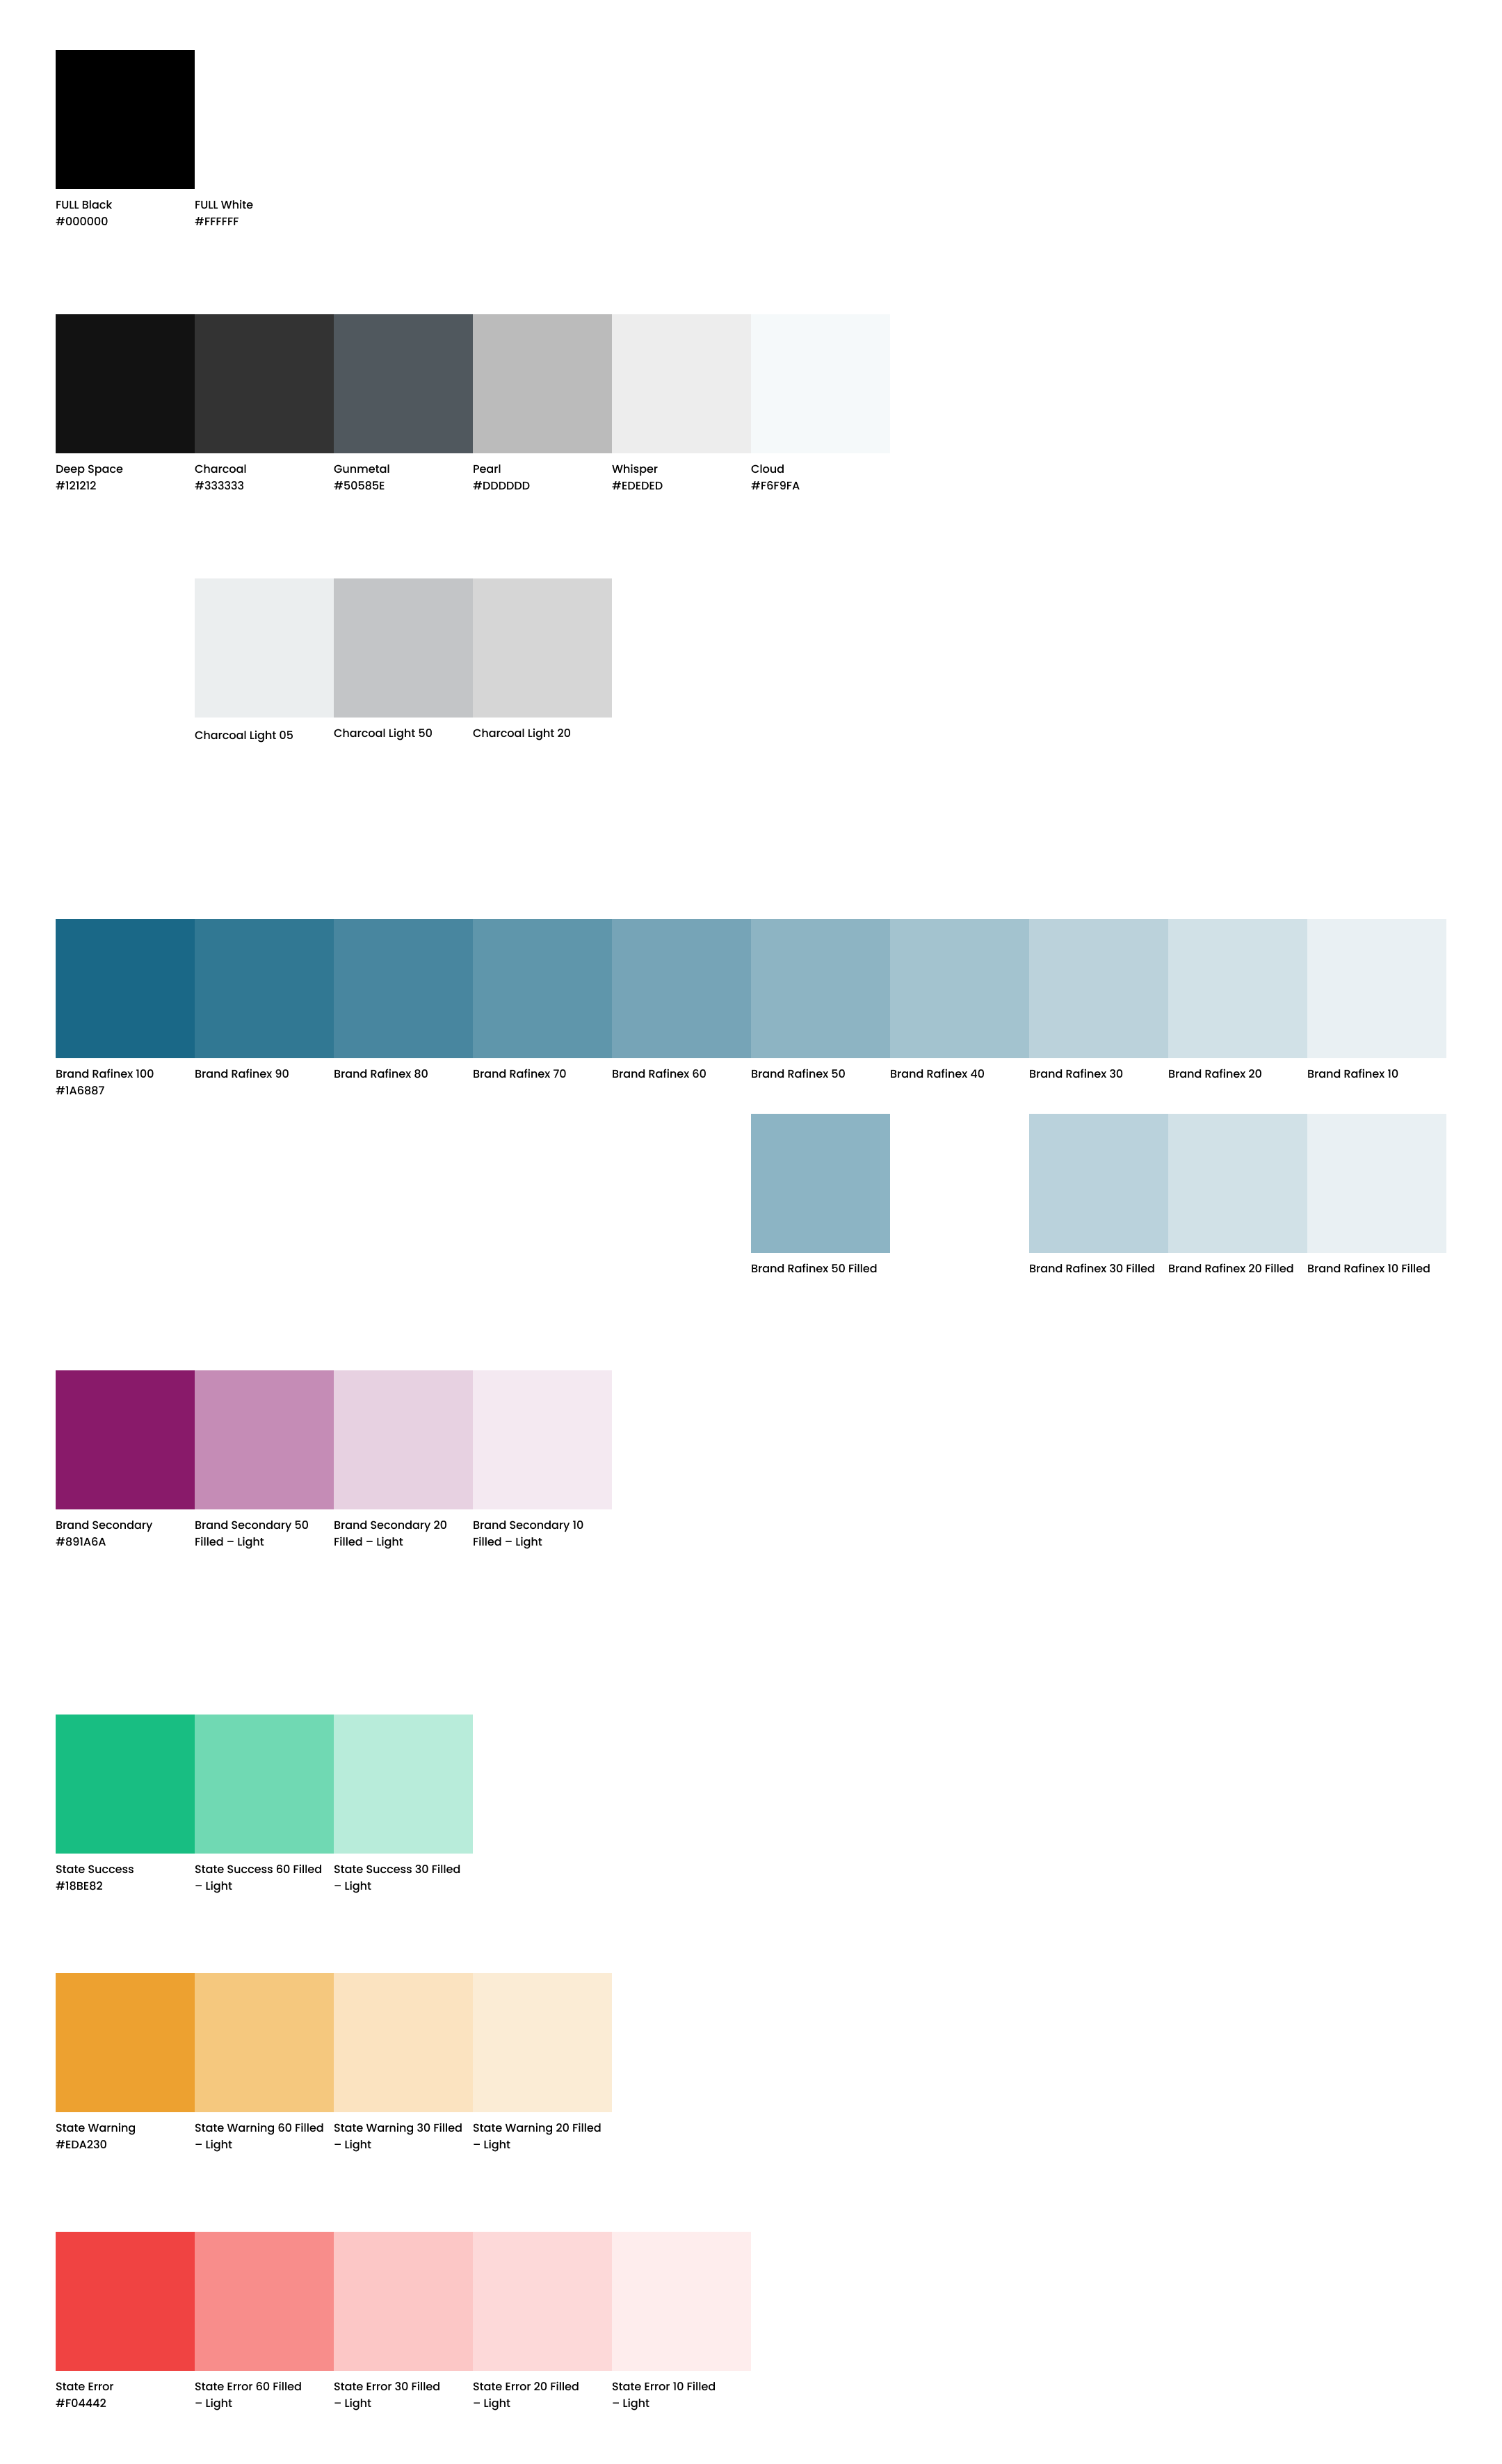 FULL Black
#000000
FULL White
#FFFFFF
Deep Space
#121212
Charcoal
#333333
Gunmetal
#50585E
Pearl
#DDDDDD
Whisper
#EDEDED
Cloud
#F6F9FA
Charcoal Light 05
Charcoal Light 50
Charcoal Light 20
Brand Rafinex 100
#1A6887
Brand Rafinex 90
Brand Rafinex 80
Brand Rafinex 70
Brand Rafinex 60
Brand Rafinex 50
Brand Rafinex 40
Brand Rafinex 30
Brand Rafinex 20
Brand Rafinex 10
Brand Rafinex 50 Filled
Brand Rafinex 30 Filled
Brand Rafinex 20 Filled
Brand Rafinex 10 Filled
Brand Secondary
#891A6A
Brand Secondary 50
Filled – Light
Brand Secondary 20
Filled – Light
Brand Secondary 10
Filled – Light
State Success
#18BE82
State Success 60 Filled
– Light
State Success 30 Filled
– Light
State Warning
#EDA230
State Warning 60 Filled
– Light
State Warning 30 Filled
– Light
State Warning 20 Filled
– Light
State Error
#F04442
State Error 60 Filled
– Light
State Error 30 Filled
– Light
State Error 20 Filled
– Light
State Error 10 Filled
– Light